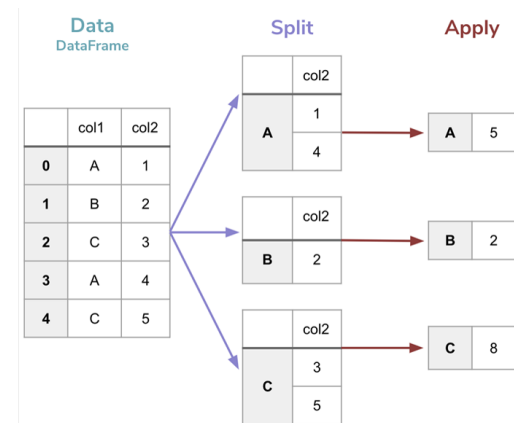 Data
DataFrame
Split
Apply
col1 col2
0 A 1
1 B 2
2 C 3
3 A 4
4 C 5
col2
A 1
4
col2
B 2
col2
C 3
5
A 5
B 2
C 8